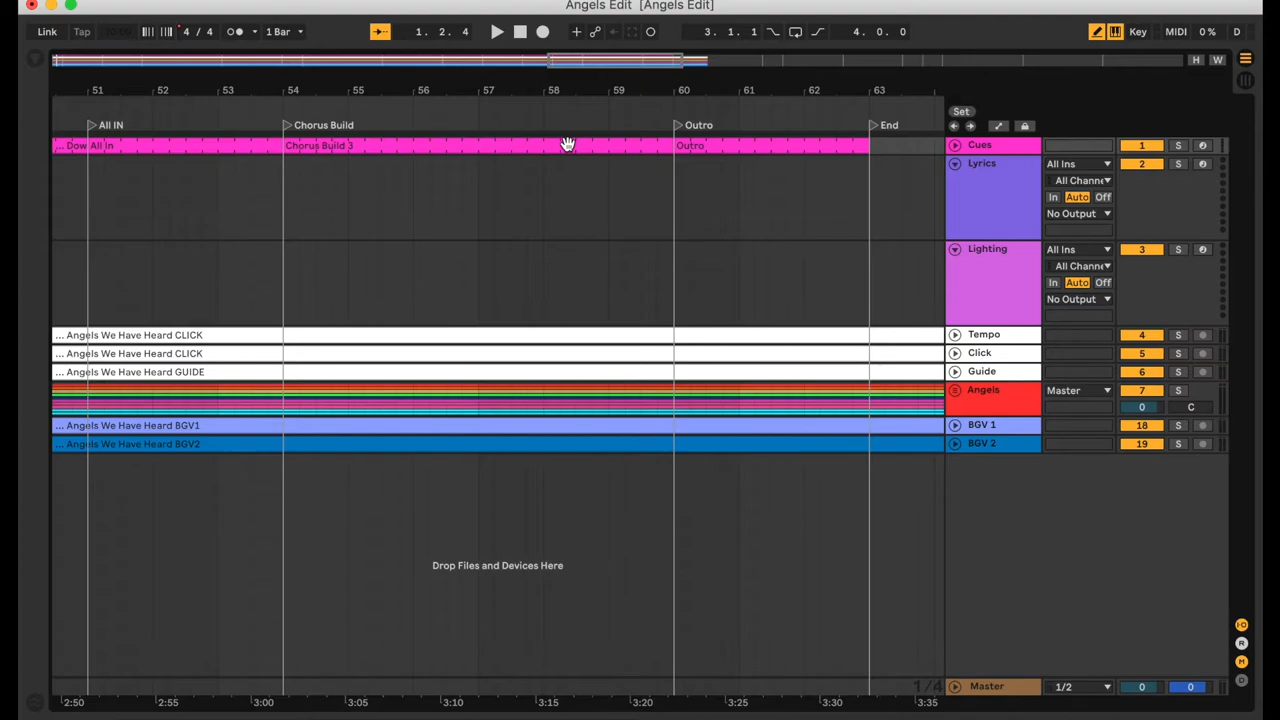 Angels Edit [Angels Edit]
Link Tap 4 / 4 1 Bar 1. 2. 4 3. 1. 1 4. 0. 0 Key MIDI 0 % D
H W
51 52 53 54 55 56 57 58 59 60 61 62 63
Set
All IN Chorus Build Outro End
... Dow All In Chorus Build 3 Outro Cues 1 S
Lyrics All Ins 2 S
All Channe
In Auto Off
No Output
Lighting All Ins 3 S
All Channe
In Auto Off
No Output
... Angels We Have Heard CLICK Tempo 4 S
... Angels We Have Heard CLICK Click 5 S
... Angels We Have Heard GUIDE Guide 6 S
Angels Master 7 S
0 C
... Angels We Have Heard BGV1 BGV 1 18 S
... Angels We Have Heard BGV2 BGV 2 19 S
Drop Files and Devices Here
I·O
R
M
D
1/4 Master 1/2 0 0
2:50 2:55 3:00 3:05 3:10 3:15 3:20 3:25 3:30 3:35